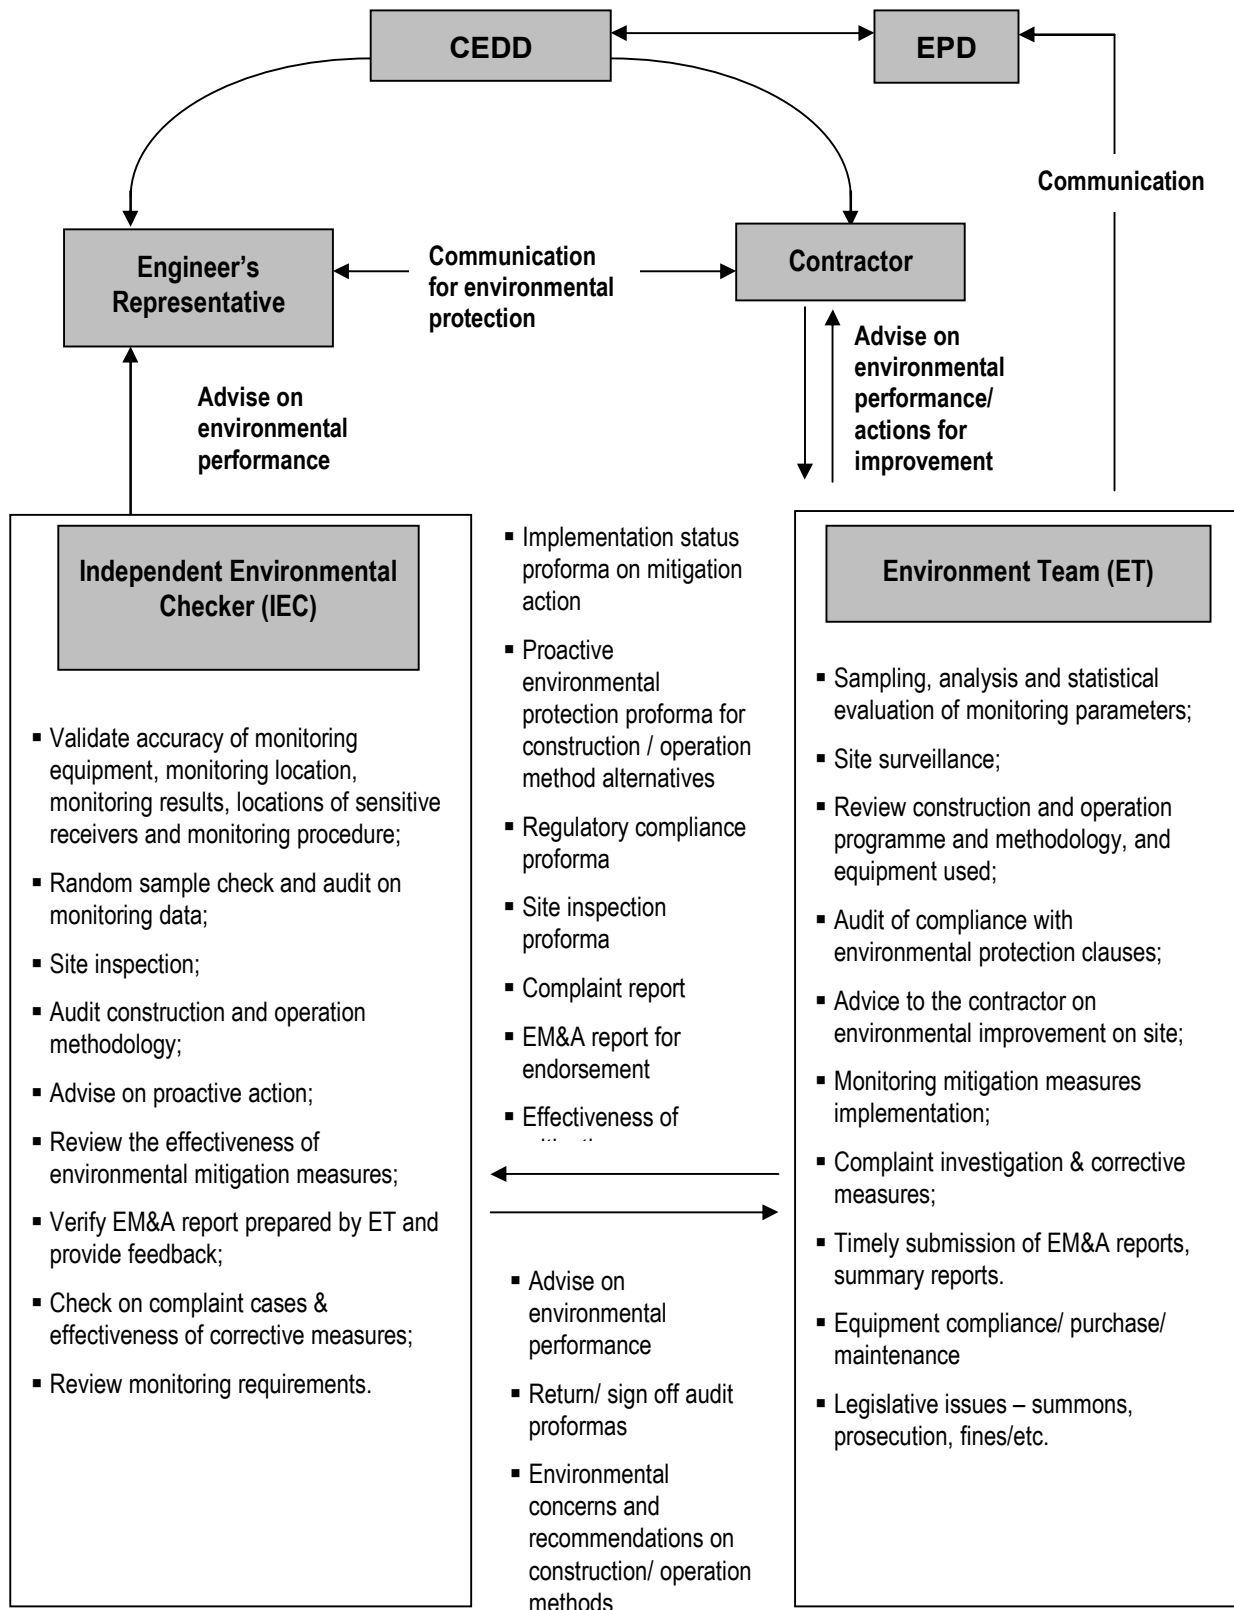 CEDD
EPD
Communication
Engineer's
Representative
Communication
for environmental
protection
Contractor
Advise on
environmental
performance
Advise on
environmental
performance/
actions for
improvement
Independent Environmental
Checker (IEC)
▪ Validate accuracy of monitoring
equipment, monitoring location,
monitoring results, locations of sensitive
receivers and monitoring procedure;
▪ Random sample check and audit on
monitoring data;
▪ Site inspection;
▪ Audit construction and operation
methodology;
▪ Advise on proactive action;
▪ Review the effectiveness of
environmental mitigation measures;
▪ Verify EM&A report prepared by ET and
provide feedback;
▪ Check on complaint cases &
effectiveness of corrective measures;
▪ Review monitoring requirements.
▪ Implementation status
proforma on mitigation
action
▪ Proactive
environmental
protection proforma for
construction / operation
method alternatives
▪ Regulatory compliance
proforma
▪ Site inspection
proforma
▪ Complaint report
▪ EM&A report for
endorsement
▪ Effectiveness of
▪ Advise on
environmental
performance
▪ Return/ sign off audit
proformas
▪ Environmental
concerns and
recommendations on
construction/ operation
methods
Environment Team (ET)
▪ Sampling, analysis and statistical
evaluation of monitoring parameters;
▪ Site surveillance;
▪ Review construction and operation
programme and methodology, and
equipment used;
▪ Audit of compliance with
environmental protection clauses;
▪ Advice to the contractor on
environmental improvement on site;
▪ Monitoring mitigation measures
implementation;
▪ Complaint investigation & corrective
measures;
▪ Timely submission of EM&A reports,
summary reports.
▪ Equipment compliance/ purchase/
maintenance
▪ Legislative issues – summons,
prosecution, fines/etc.